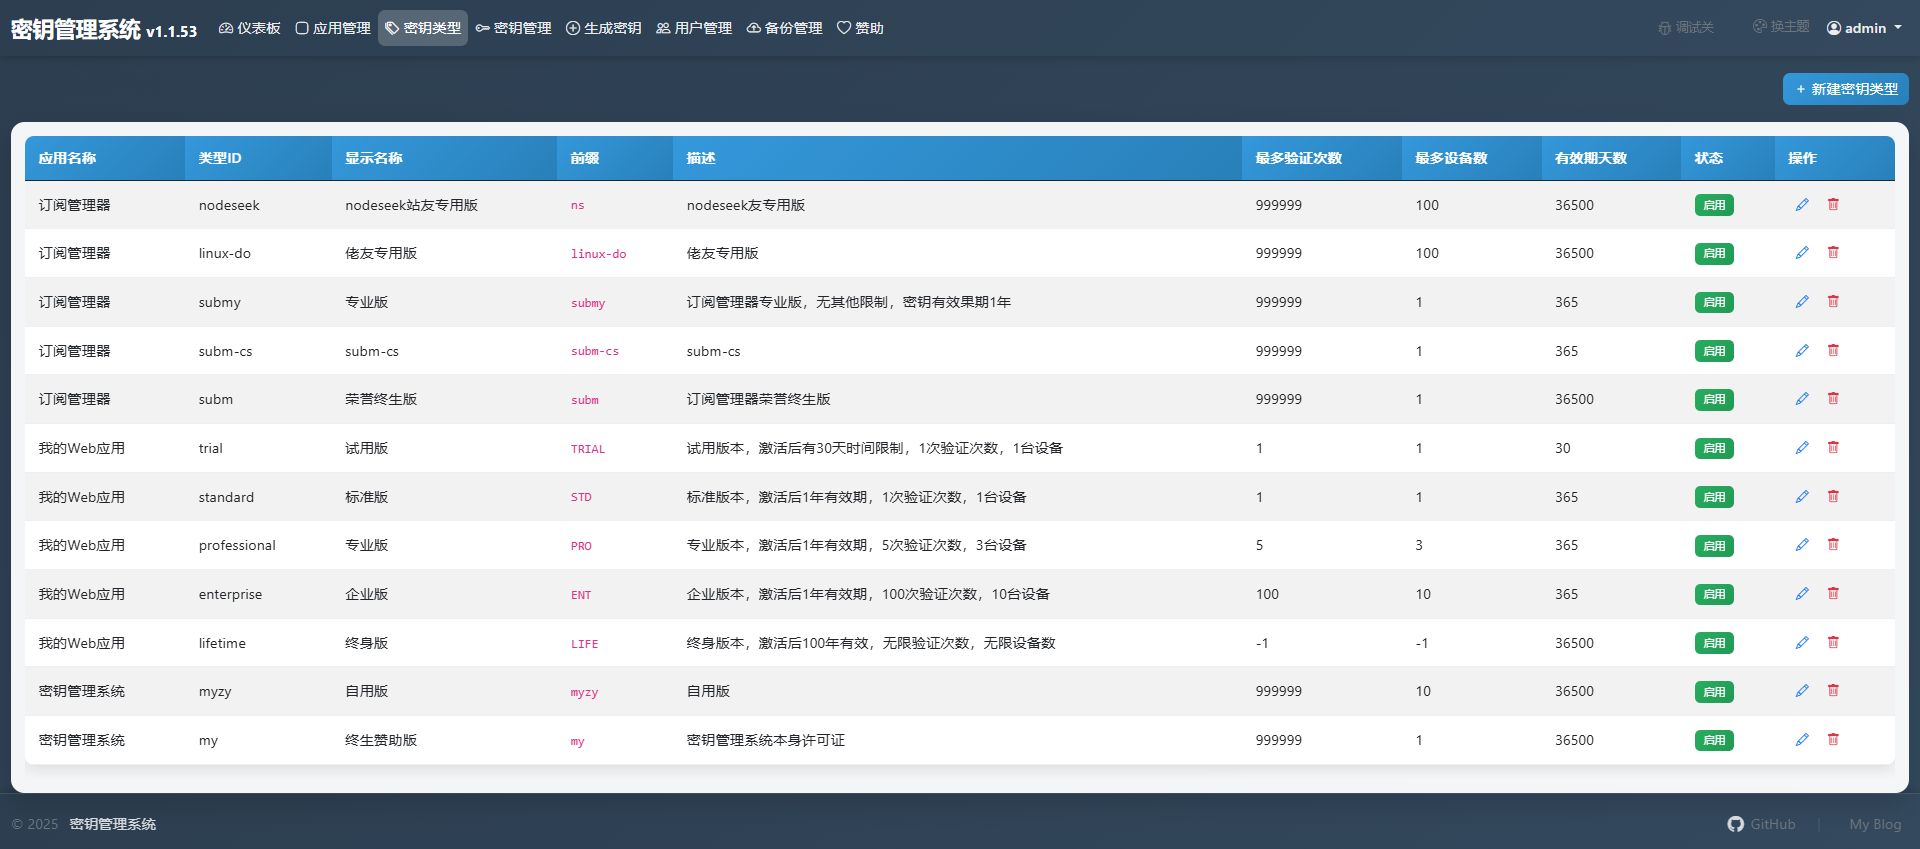 密钥管理系统 v1.1.53 仪表板 应用管理 密钥类型 密钥管理 生成密钥 用户管理 备份管理 赞助 调试关 换主题 admin
+ 新建密钥类型
应用名称 类型ID 显示名称 前缀 描述 最多验证次数 最多设备数 有效期天数 状态 操作
订阅管理器 nodeseek nodeseek站友专用版 ns nodeseek友专用版 999999 100 36500 启用
订阅管理器 linux-do 佬友专用版 linux-do 佬友专用版 999999 100 36500 启用
订阅管理器 submy 专业版 submy 订阅管理器专业版，无其他限制，密钥有效果期1年 999999 1 365 启用
订阅管理器 subm-cs subm-cs subm-cs subm-cs 999999 1 365 启用
订阅管理器 subm 荣誉终生版 subm 订阅管理器荣誉终生版 999999 1 36500 启用
我的Web应用 trial 试用版 TRIAL 试用版本，激活后有30天时间限制，1次验证次数，1台设备 1 1 30 启用
我的Web应用 standard 标准版 STD 标准版本，激活后1年有效期，1次验证次数，1台设备 1 1 365 启用
我的Web应用 professional 专业版 PRO 专业版本，激活后1年有效期，5次验证次数，3台设备 5 3 365 启用
我的Web应用 enterprise 企业版 ENT 企业版本，激活后1年有效期，100次验证次数，10台设备 100 10 365 启用
我的Web应用 lifetime 终身版 LIFE 终身版本，激活后100年有效，无限验证次数，无限设备数 -1 -1 36500 启用
密钥管理系统 myzy 自用版 myzy 自用版 999999 10 36500 启用
密钥管理系统 my 终生赞助版 my 密钥管理系统本身许可证 999999 1 36500 启用
© 2025 密钥管理系统 GitHub | My Blog